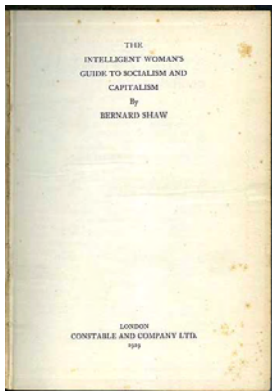 THE
INTELLIGENT WOMAN'S
GUIDE TO SOCIALISM AND
CAPITALISM
By
BERNARD SHAW
LONDON
CONSTABLE AND COMPANY LTD.
1929